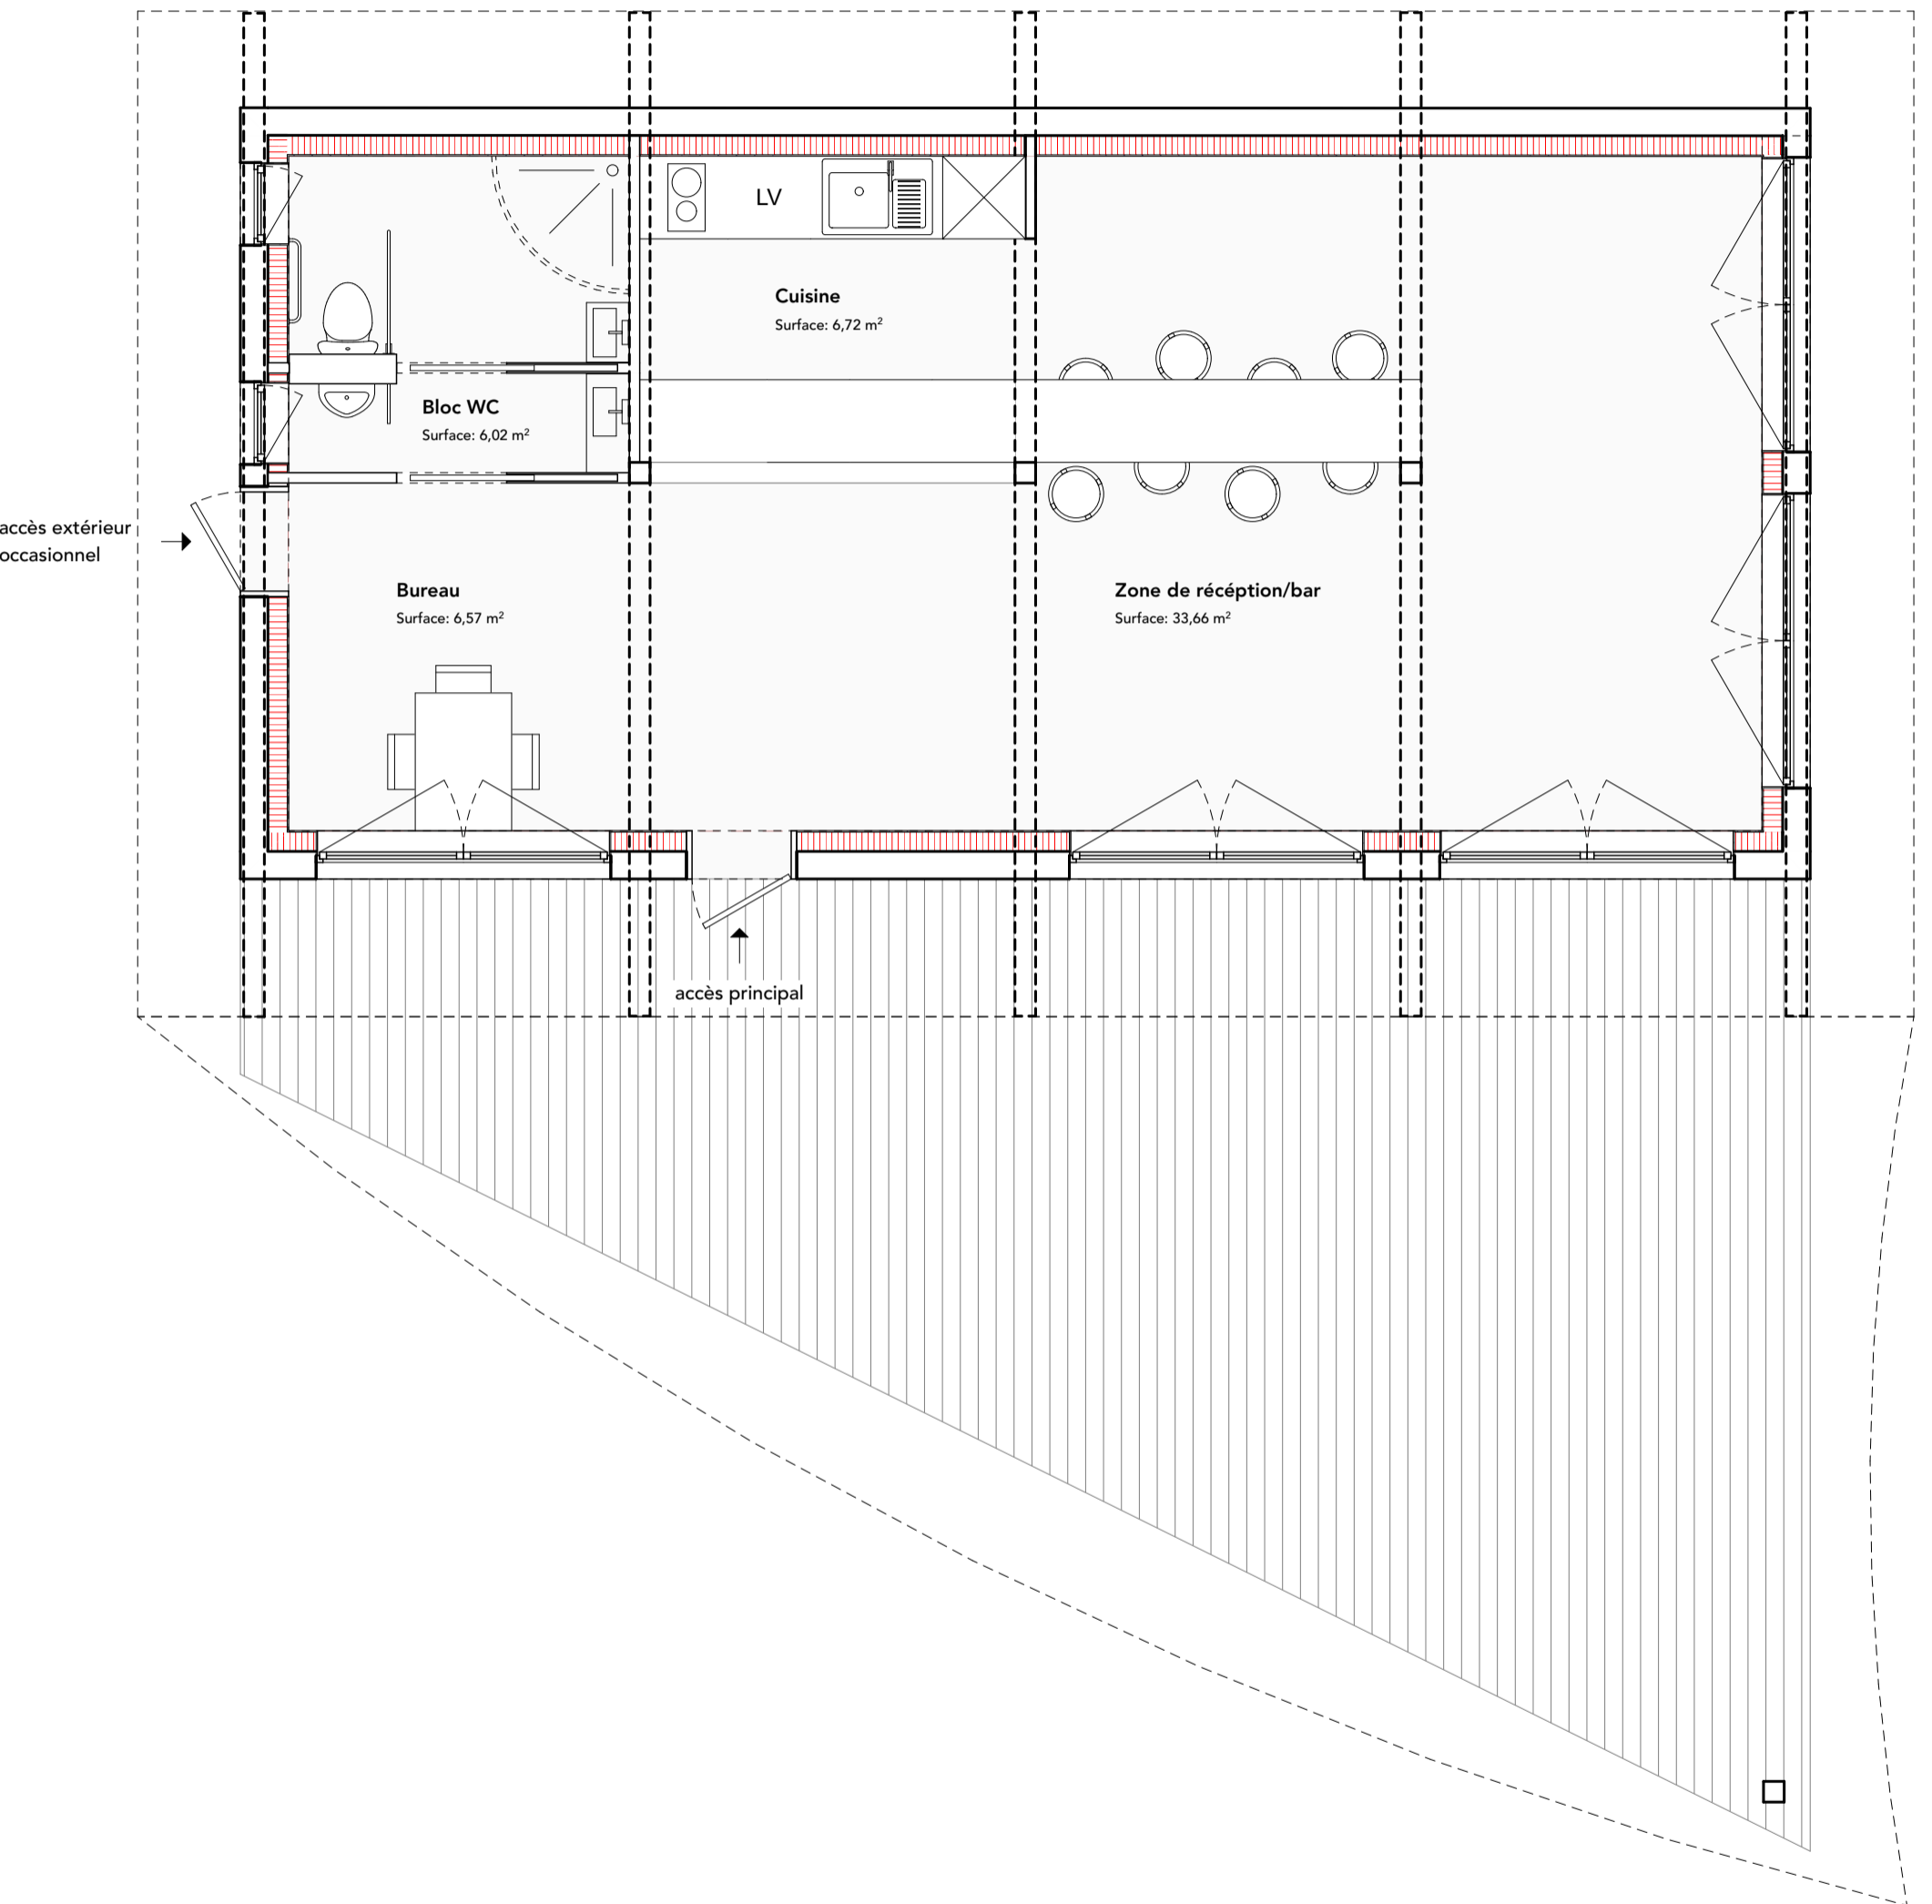 LV
Cuisine
Surface: 6,72 m²
Bloc WC
Surface: 6,02 m²
accès extérieur
occasionnel
Bureau
Surface: 6,57 m²
Zone de récéption/bar
Surface: 33,66 m²
accès principal